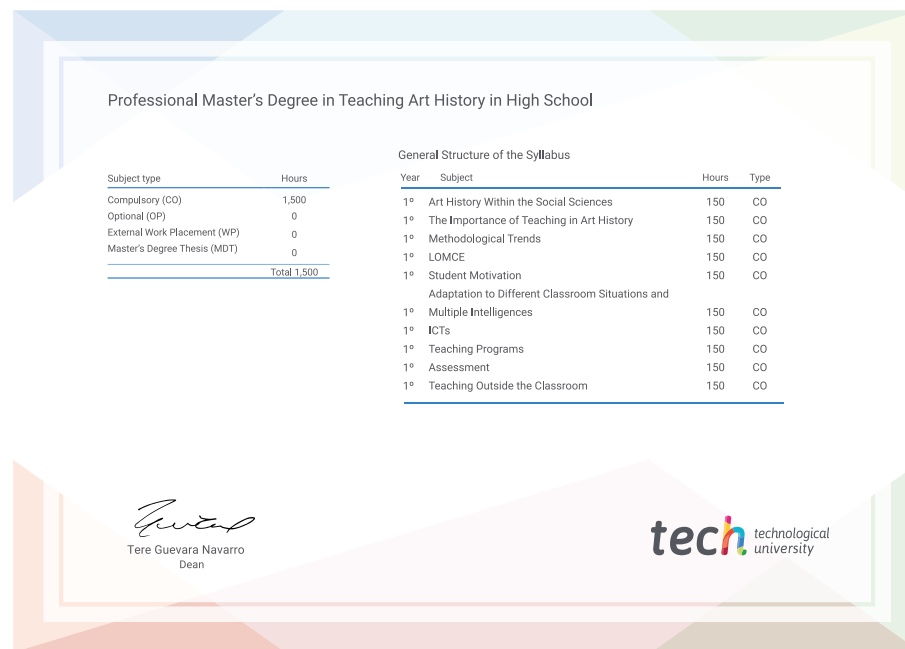 Professional Master's Degree in Teaching Art History in High School
Subject type Hours
Compulsory (CO) 1,500
Optional (OP) 0
External Work Placement (WP) 0
Master's Degree Thesis (MDT) 0
Total 1,500
General Structure of the Syllabus
Year Subject Hours Type
1º Art History Within the Social Sciences 150 CO
1º The Importance of Teaching in Art History 150 CO
1º Methodological Trends 150 CO
1º LOMCE 150 CO
1º Student Motivation 150 CO
Adaptation to Different Classroom Situations and
1º Multiple Intelligences 150 CO
1º ICTs 150 CO
1º Teaching Programs 150 CO
1º Assessment 150 CO
1º Teaching Outside the Classroom 150 CO
Tere Guevara Navarro
Dean
tech technological
university